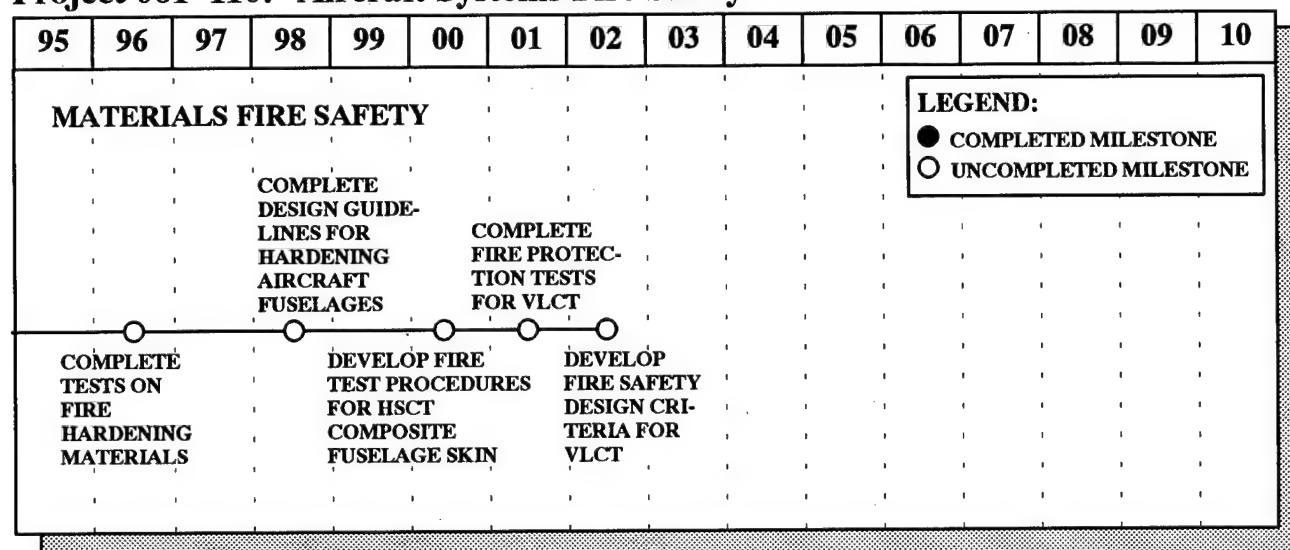 95 96 97 98 99 00 01 02 03 04 05 06 07 08 09 10
MATERIALS FIRE SAFETY
LEGEND:
COMPLETED MILESTONE
UNCOMPLETED MILESTONE
COMPLETE
DESIGN GUIDE-
LINES FOR
HARDENING
AIRCRAFT
FUSELAGES
COMPLETE
FIRE PROTEC-
TION TESTS
FOR VLCT
COMPLETE
TESTS ON
FIRE
HARDENING
MATERIALS
DEVELOP FIRE
TEST PROCEDURES
FOR HSCT
COMPOSITE
FUSELAGE SKIN
DEVELOP
FIRE SAFETY
DESIGN CRI-
TERIA FOR
VLCT